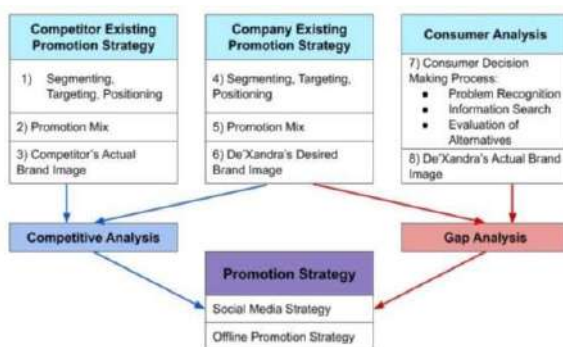 Competitor Existing
Promotion Strategy
1) Segmenting,
Targeting, Positioning
2) Promotion Mix
3) Competitor's Actual
Brand Image
Company Existing
Promotion Strategy
4) Segmenting, Targeting,
Positioning
5) Promotion Mix
6) De'Xandra's Desired
Brand Image
Consumer Analysis
7) Consumer Decision
Making Process:
● Problem Recognition
● Information Search
● Evaluation of
Alternatives
8) De'Xandra's Actual Brand
Image
Competitive Analysis
Gap Analysis
Promotion Strategy
Social Media Strategy
Offline Promotion Strategy